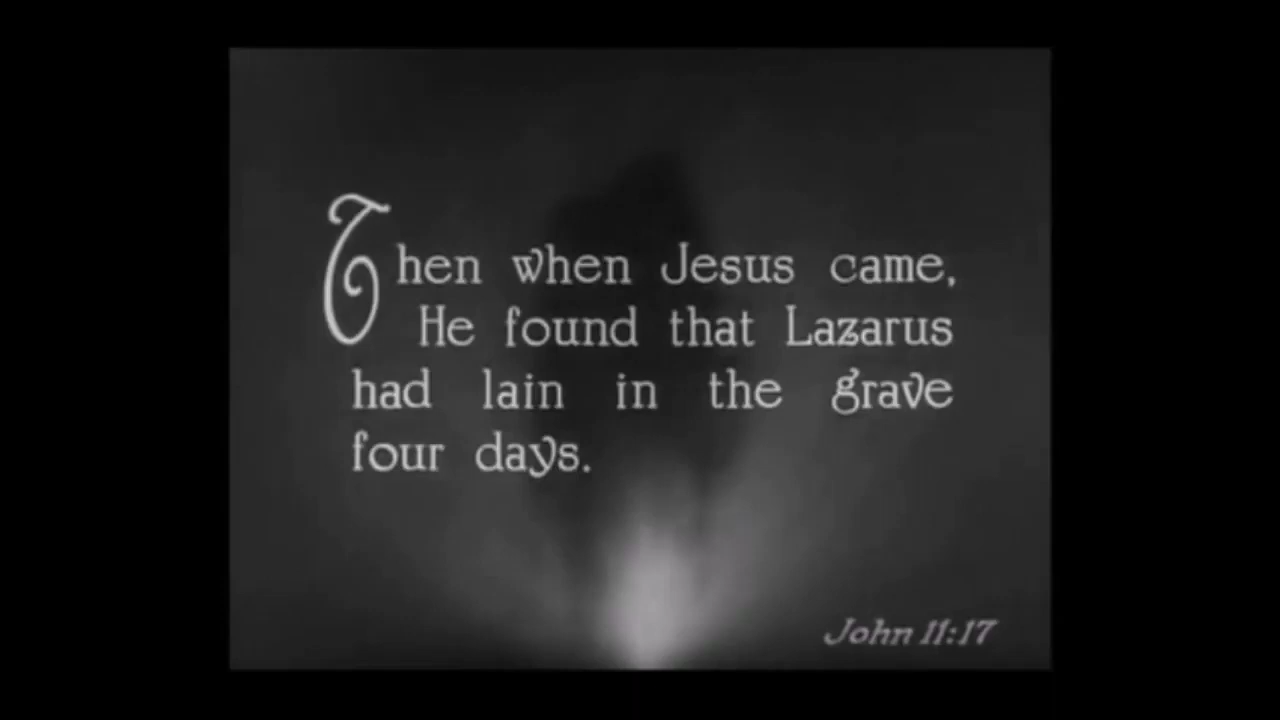 Then when Jesus came,
He found that Lazarus
had lain in the grave
four days.
John 11:17